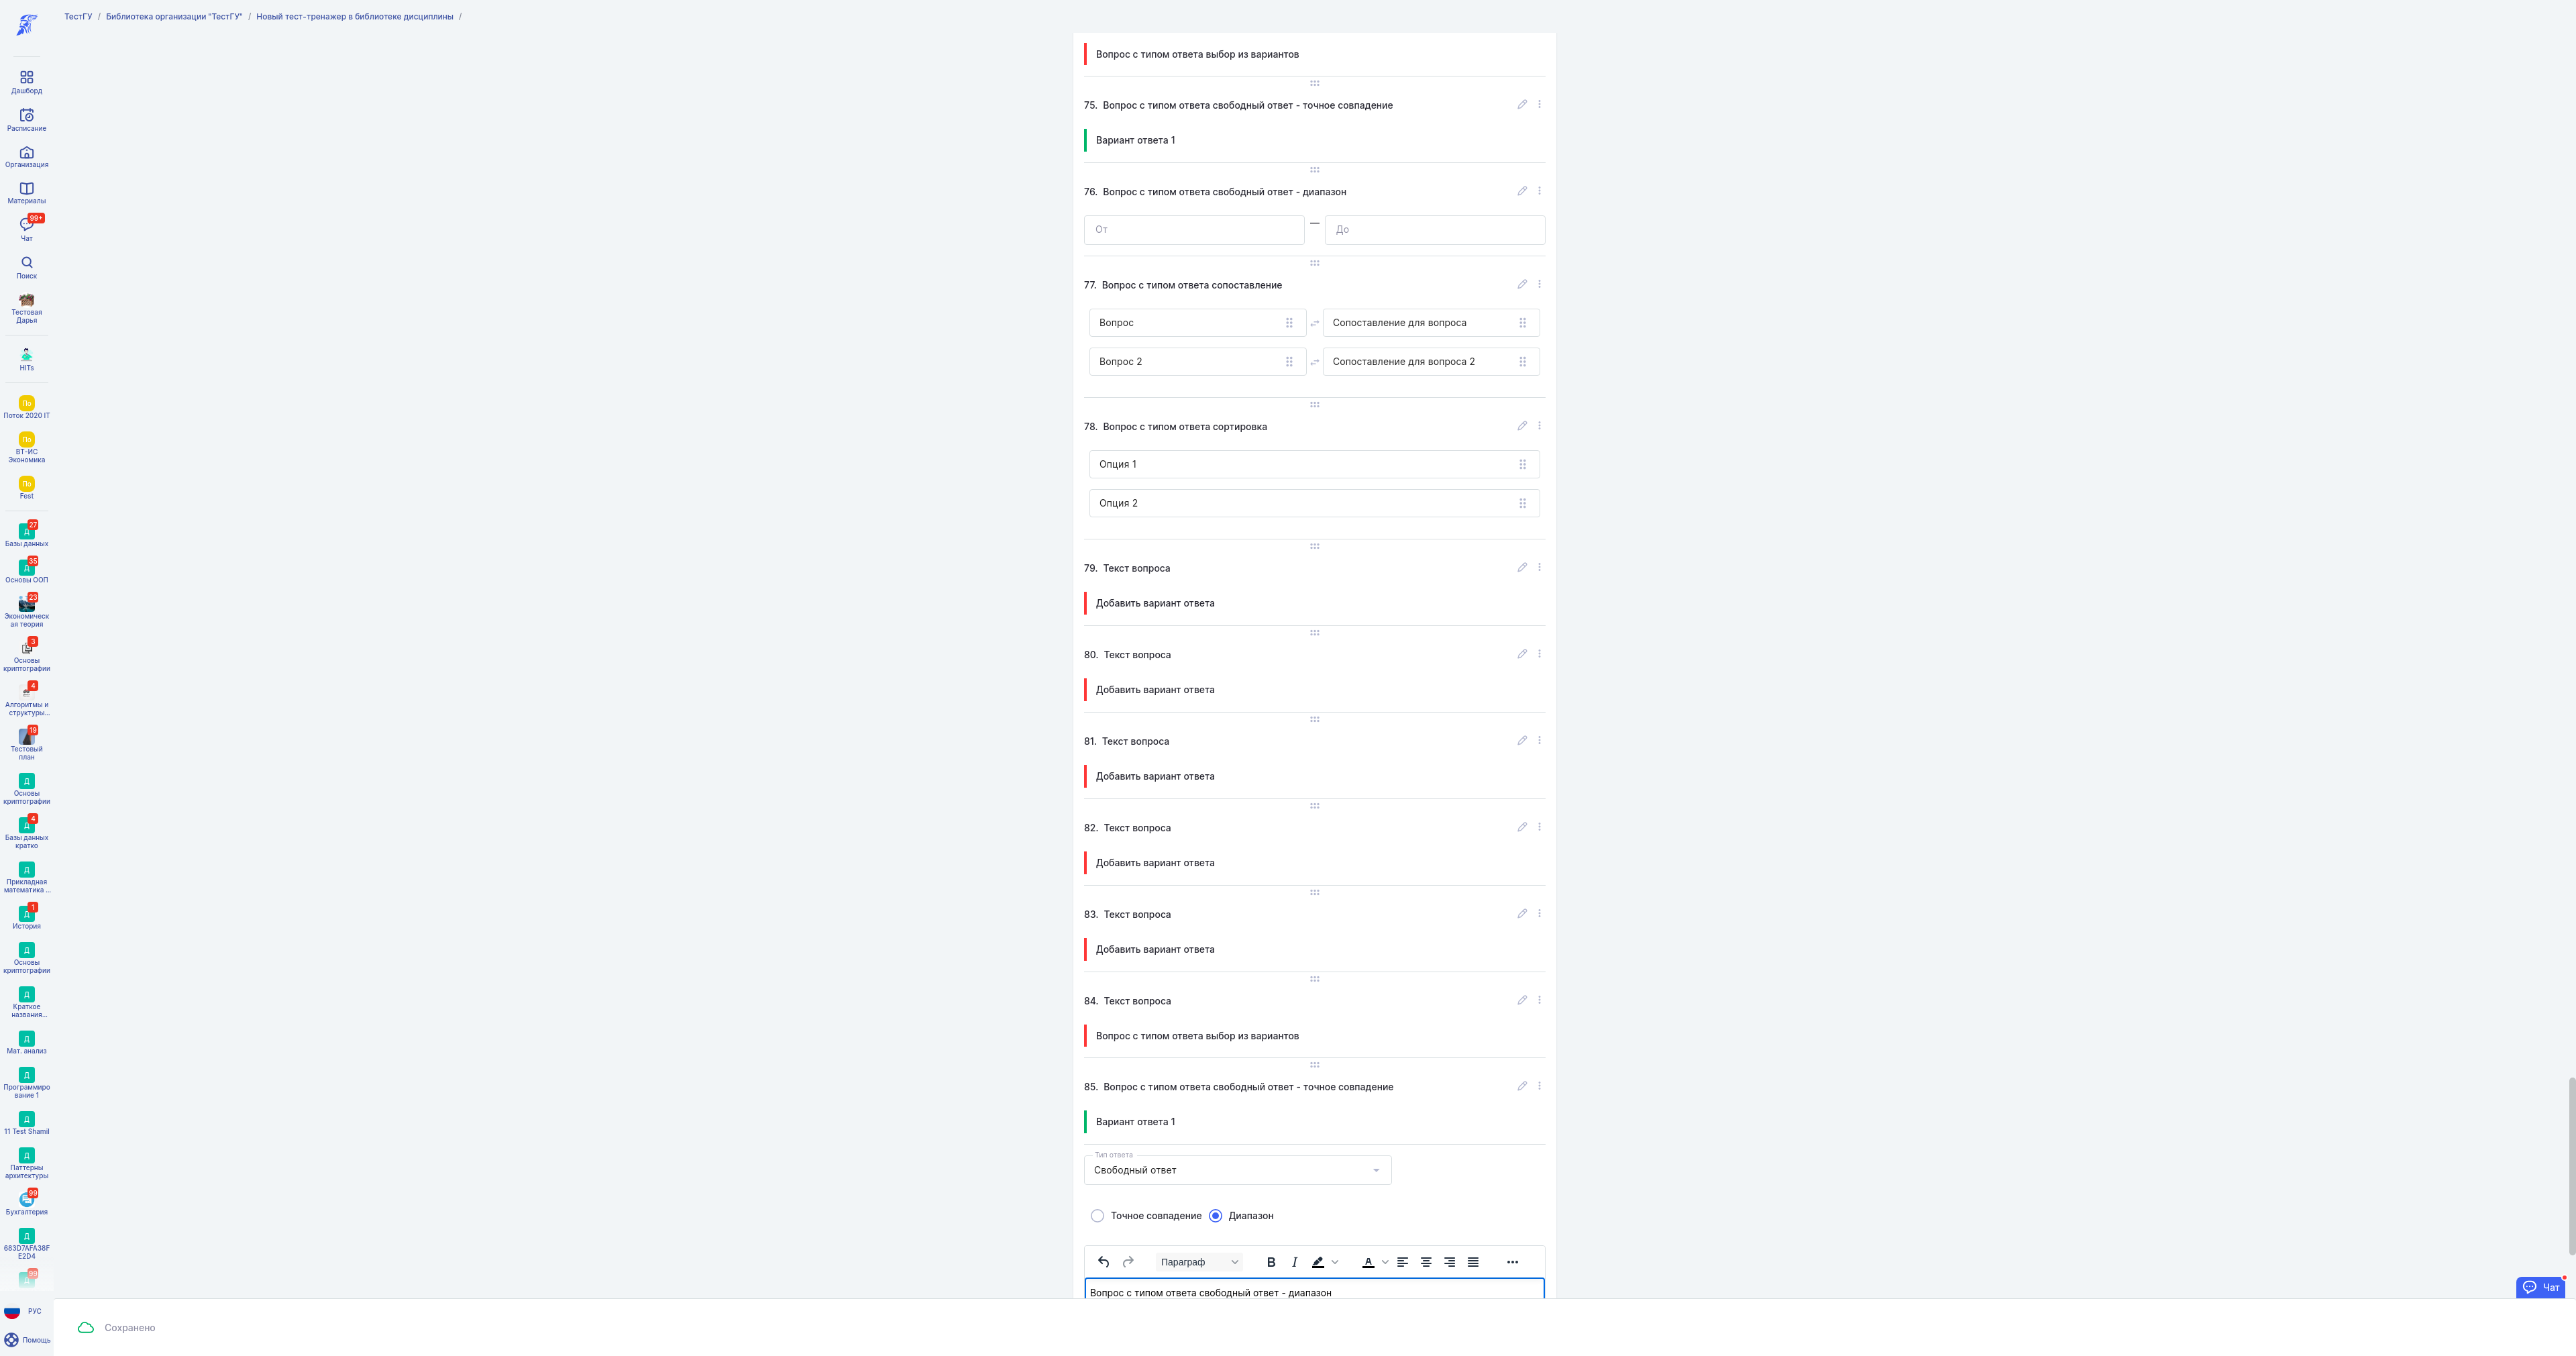 ТестГУ / Библиотека организации "ТестГУ" / Новый тест-тренажер в библиотеке дисциплины /
Дашборд
Расписание
Организация
Материалы
99+
Чат
Поиск
Тестовая
Дарья
HITs
По
Поток 2020 IT
По
ВТ-ИС
Экономика
По
Fest
27
Д
Базы данных
35
Д
Основы ООП
23
Экономическ
ая теория
3
Основы
криптографии
4
Алгоритмы и
структуры...
19
Тестовый
план
Д
Основы
криптографии
4
Д
Базы данных
кратко
Д
Прикладная
математика ...
1
Д
История
Д
Основы
криптографии
Д
Краткое
названия...
Д
Мат. анализ
Д
Программиро
вание 1
Д
11 Test Shamil
Д
Паттерны
архитектуры
99
Бухгалтерия
Д
683D7AFA38F
E2D4
99
Д
РУС
Помощь
Вопрос с типом ответа выбор из вариантов
75. Вопрос с типом ответа свободный ответ - точное совпадение
Вариант ответа 1
76. Вопрос с типом ответа свободный ответ - диапазон
От — До
77. Вопрос с типом ответа сопоставление
Вопрос Сопоставление для вопроса
Вопрос 2 Сопоставление для вопроса 2
78. Вопрос с типом ответа сортировка
Опция 1
Опция 2
79. Текст вопроса
Добавить вариант ответа
80. Текст вопроса
Добавить вариант ответа
81. Текст вопроса
Добавить вариант ответа
82. Текст вопроса
Добавить вариант ответа
83. Текст вопроса
Добавить вариант ответа
84. Текст вопроса
Вопрос с типом ответа выбор из вариантов
85. Вопрос с типом ответа свободный ответ - точное совпадение
Вариант ответа 1
Тип ответа
Свободный ответ
Точное совпадение Диапазон
Параграф B I A
Вопрос с типом ответа свободный ответ - диапазон
Чат
Сохранено